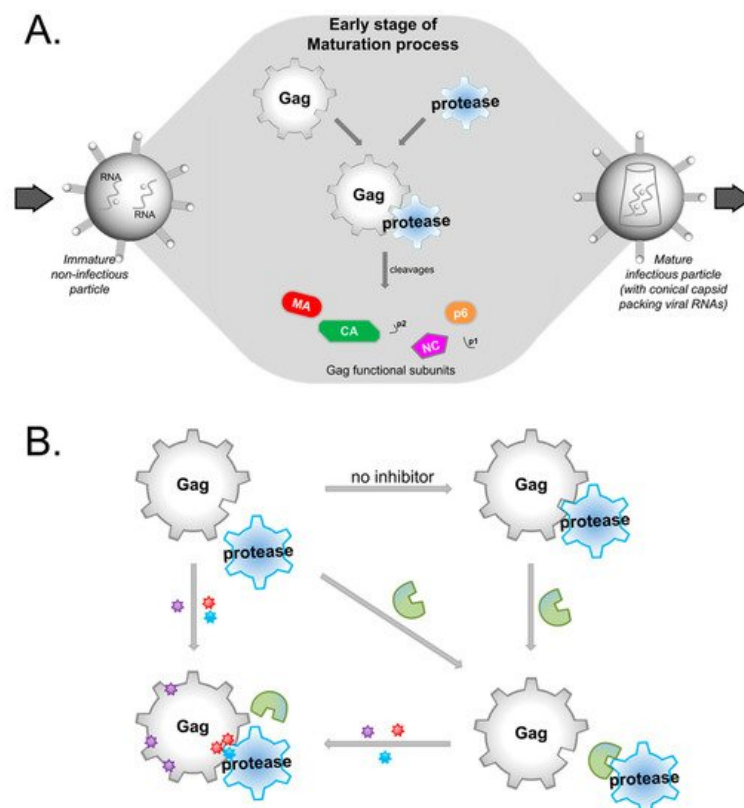 A.
Early stage of
Maturation process
Gag
protease
RNA
RNA
Gag
protease
Immature
non-infectious
particle
cleavages
Mature
infectious particle
(with conical capsid
packing viral RNAs)
MA
CA
p2
p6
NC
p1
Gag functional subunits
B.
Gag
no inhibitor
Gag
protease
protease
Gag
protease
Gag
protease